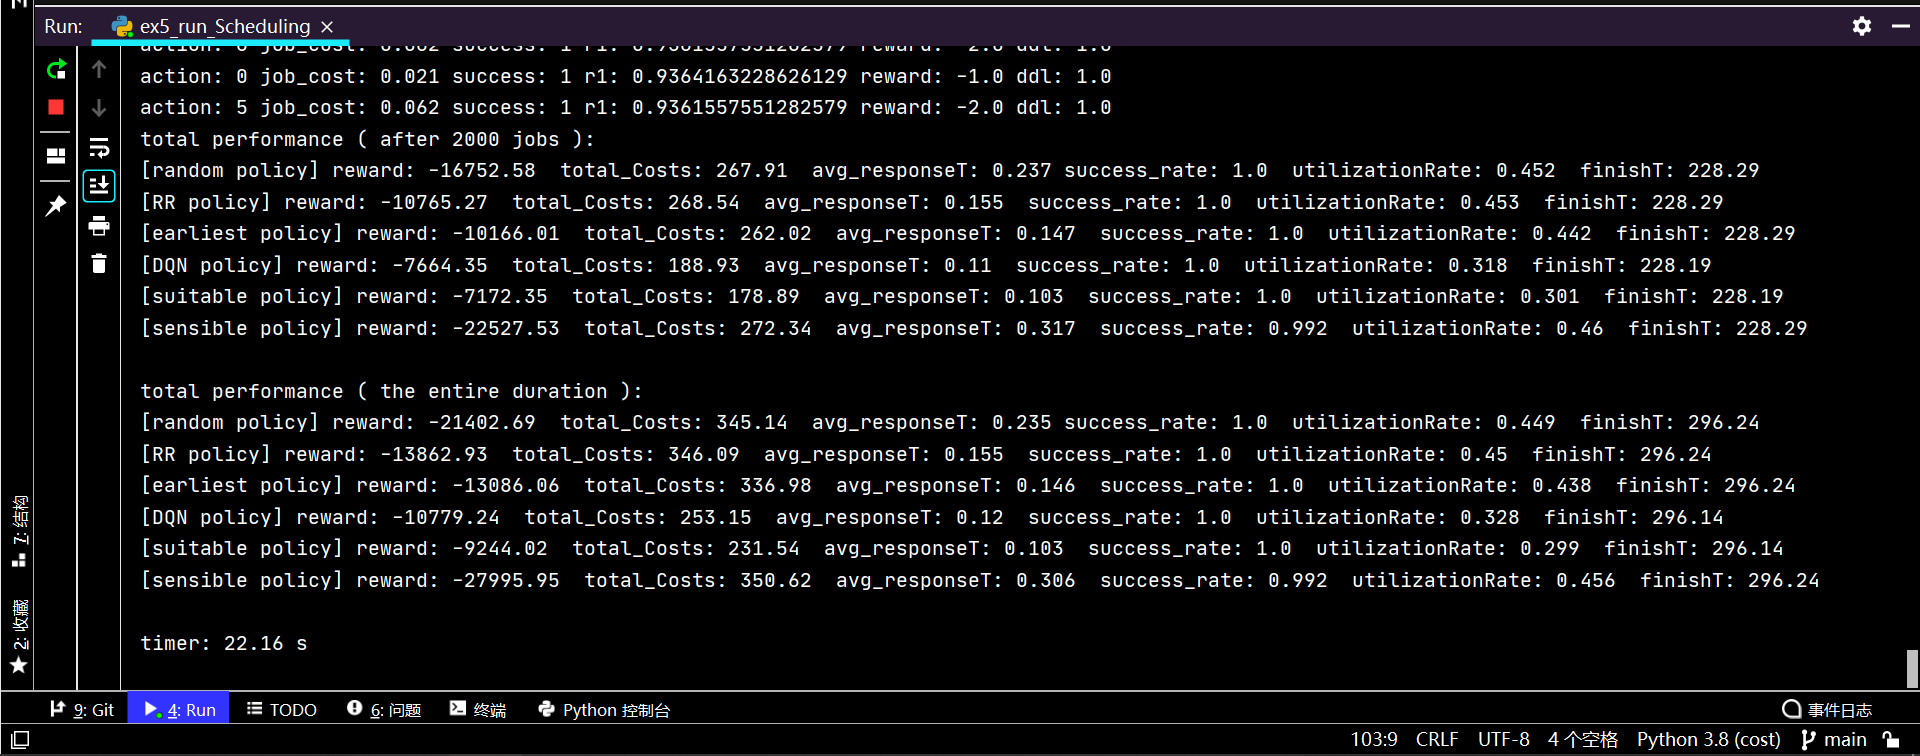 Run: ex5_run_Scheduling
action: 0 job_cost: 0.021 success: 1 r1: 0.9364163228626129 reward: -1.0 ddl: 1.0
action: 5 job_cost: 0.062 success: 1 r1: 0.9361557551282579 reward: -2.0 ddl: 1.0
total performance ( after 2000 jobs ):
[random policy] reward: -16752.58  total_Costs: 267.91  avg_responseT: 0.237 success_rate: 1.0  utilizationRate: 0.452  finishT: 228.29
[RR policy] reward: -10765.27  total_Costs: 268.54  avg_responseT: 0.155  success_rate: 1.0  utilizationRate: 0.453  finishT: 228.29
[earliest policy] reward: -10166.01  total_Costs: 262.02  avg_responseT: 0.147  success_rate: 1.0  utilizationRate: 0.442  finishT: 228.29
[DQN policy] reward: -7664.35  total_Costs: 188.93  avg_responseT: 0.11  success_rate: 1.0  utilizationRate: 0.318  finishT: 228.19
[suitable policy] reward: -7172.35  total_Costs: 178.89  avg_responseT: 0.103  success_rate: 1.0  utilizationRate: 0.301  finishT: 228.19
[sensible policy] reward: -22527.53  total_Costs: 272.34  avg_responseT: 0.317  success_rate: 0.992  utilizationRate: 0.46  finishT: 228.29
total performance ( the entire duration ):
[random policy] reward: -21402.69  total_Costs: 345.14  avg_responseT: 0.235 success_rate: 1.0  utilizationRate: 0.449  finishT: 296.24
[RR policy] reward: -13862.93  total_Costs: 346.09  avg_responseT: 0.155  success_rate: 1.0  utilizationRate: 0.45  finishT: 296.24
[earliest policy] reward: -13086.06  total_Costs: 336.98  avg_responseT: 0.146  success_rate: 1.0  utilizationRate: 0.438  finishT: 296.24
[DQN policy] reward: -10779.24  total_Costs: 253.15  avg_responseT: 0.12  success_rate: 1.0  utilizationRate: 0.328  finishT: 296.14
[suitable policy] reward: -9244.02  total_Costs: 231.54  avg_responseT: 0.103  success_rate: 1.0  utilizationRate: 0.299  finishT: 296.14
[sensible policy] reward: -27995.95  total_Costs: 350.62  avg_responseT: 0.306  success_rate: 0.992  utilizationRate: 0.456  finishT: 296.24
timer: 22.16 s
7: 结构
2: 收藏
9: Git 4: Run TODO 6: 问题 终端 Python 控制台 事件日志
103:9 CRLF UTF-8 4 个空格 Python 3.8 (cost) main